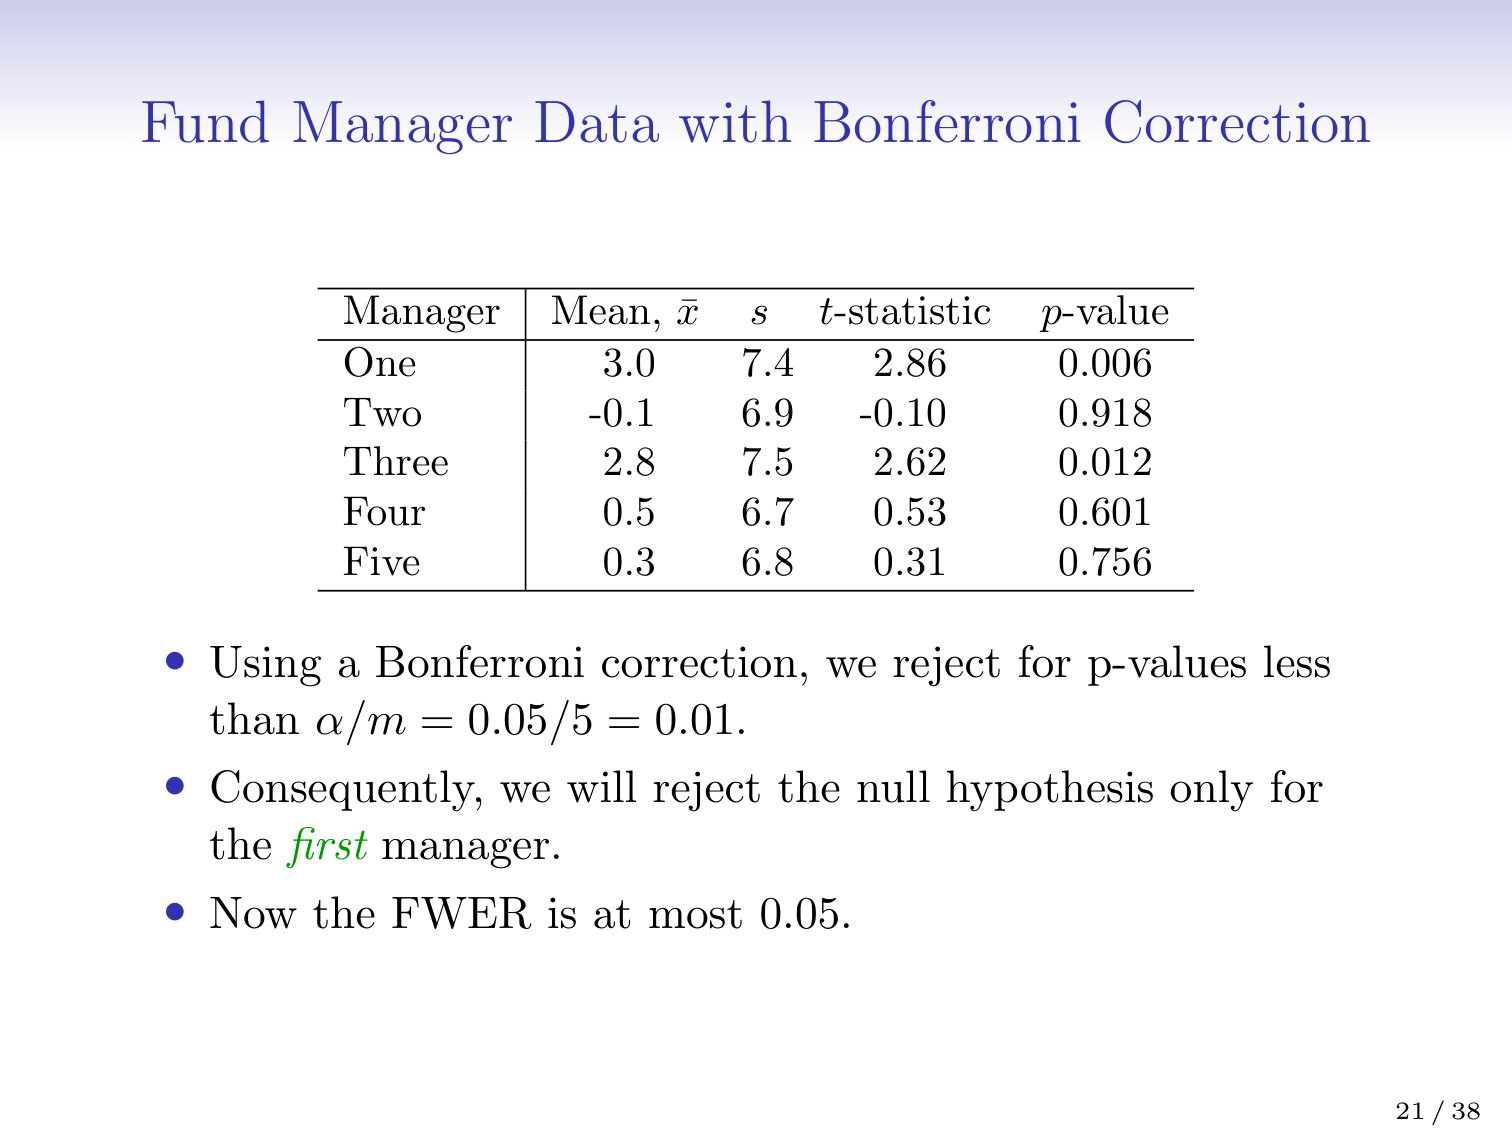 Fund Manager Data with Bonferroni Correction
Manager Mean, x̄ s t-statistic p-value
One 3.0 7.4 2.86 0.006
Two -0.1 6.9 -0.10 0.918
Three 2.8 7.5 2.62 0.012
Four 0.5 6.7 0.53 0.601
Five 0.3 6.8 0.31 0.756
• Using a Bonferroni correction, we reject for p-values less
than α/m = 0.05/5 = 0.01.
• Consequently, we will reject the null hypothesis only for
the first manager.
• Now the FWER is at most 0.05.
21 / 38